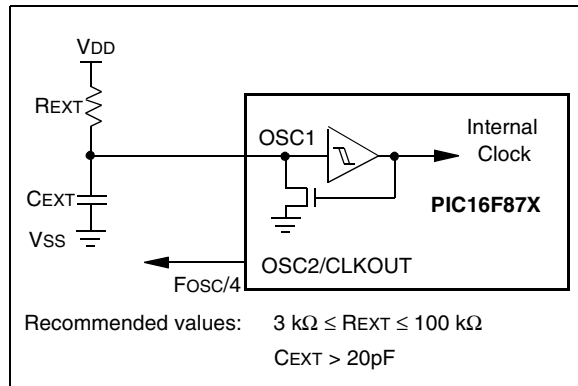 VDD
REXT
OSC1
Internal
Clock
CEXT
PIC16F87X
VSS
OSC2/CLKOUT
FOSC/4
Recommended values: 3 kΩ ≤ REXT ≤ 100 kΩ
CEXT > 20pF